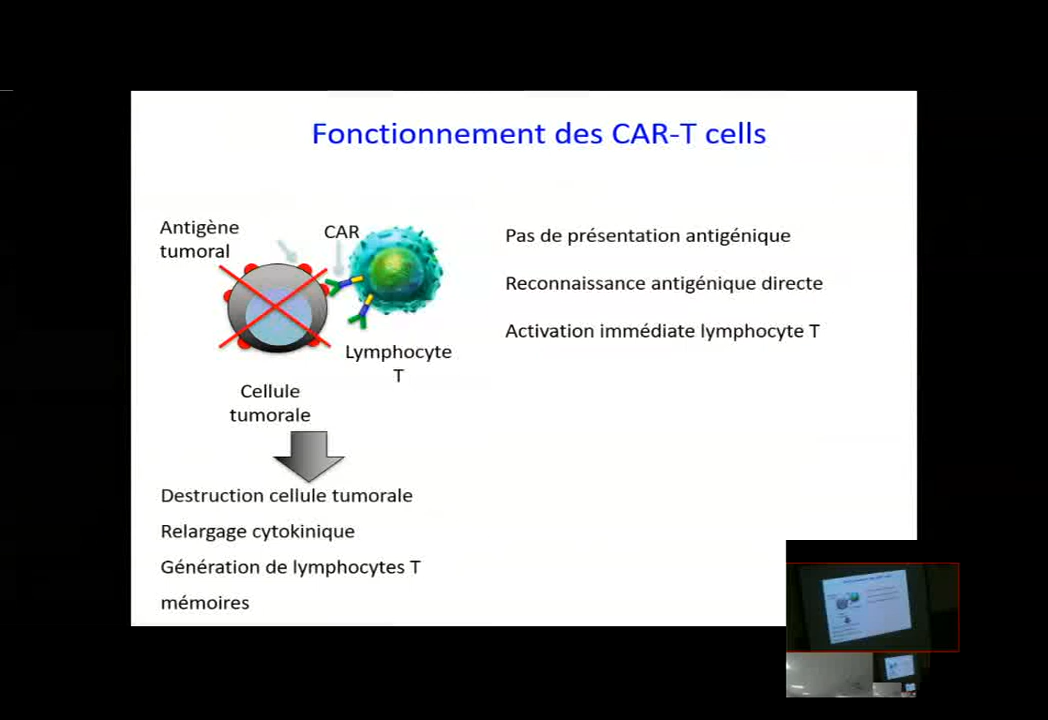 Fonctionnement des CAR-T cells
Antigène
tumoral
CAR
Lymphocyte
T
Cellule
tumorale
Destruction cellule tumorale
Relargage cytokinique
Génération de lymphocytes T
mémoires
Pas de présentation antigénique
Reconnaissance antigénique directe
Activation immédiate lymphocyte T